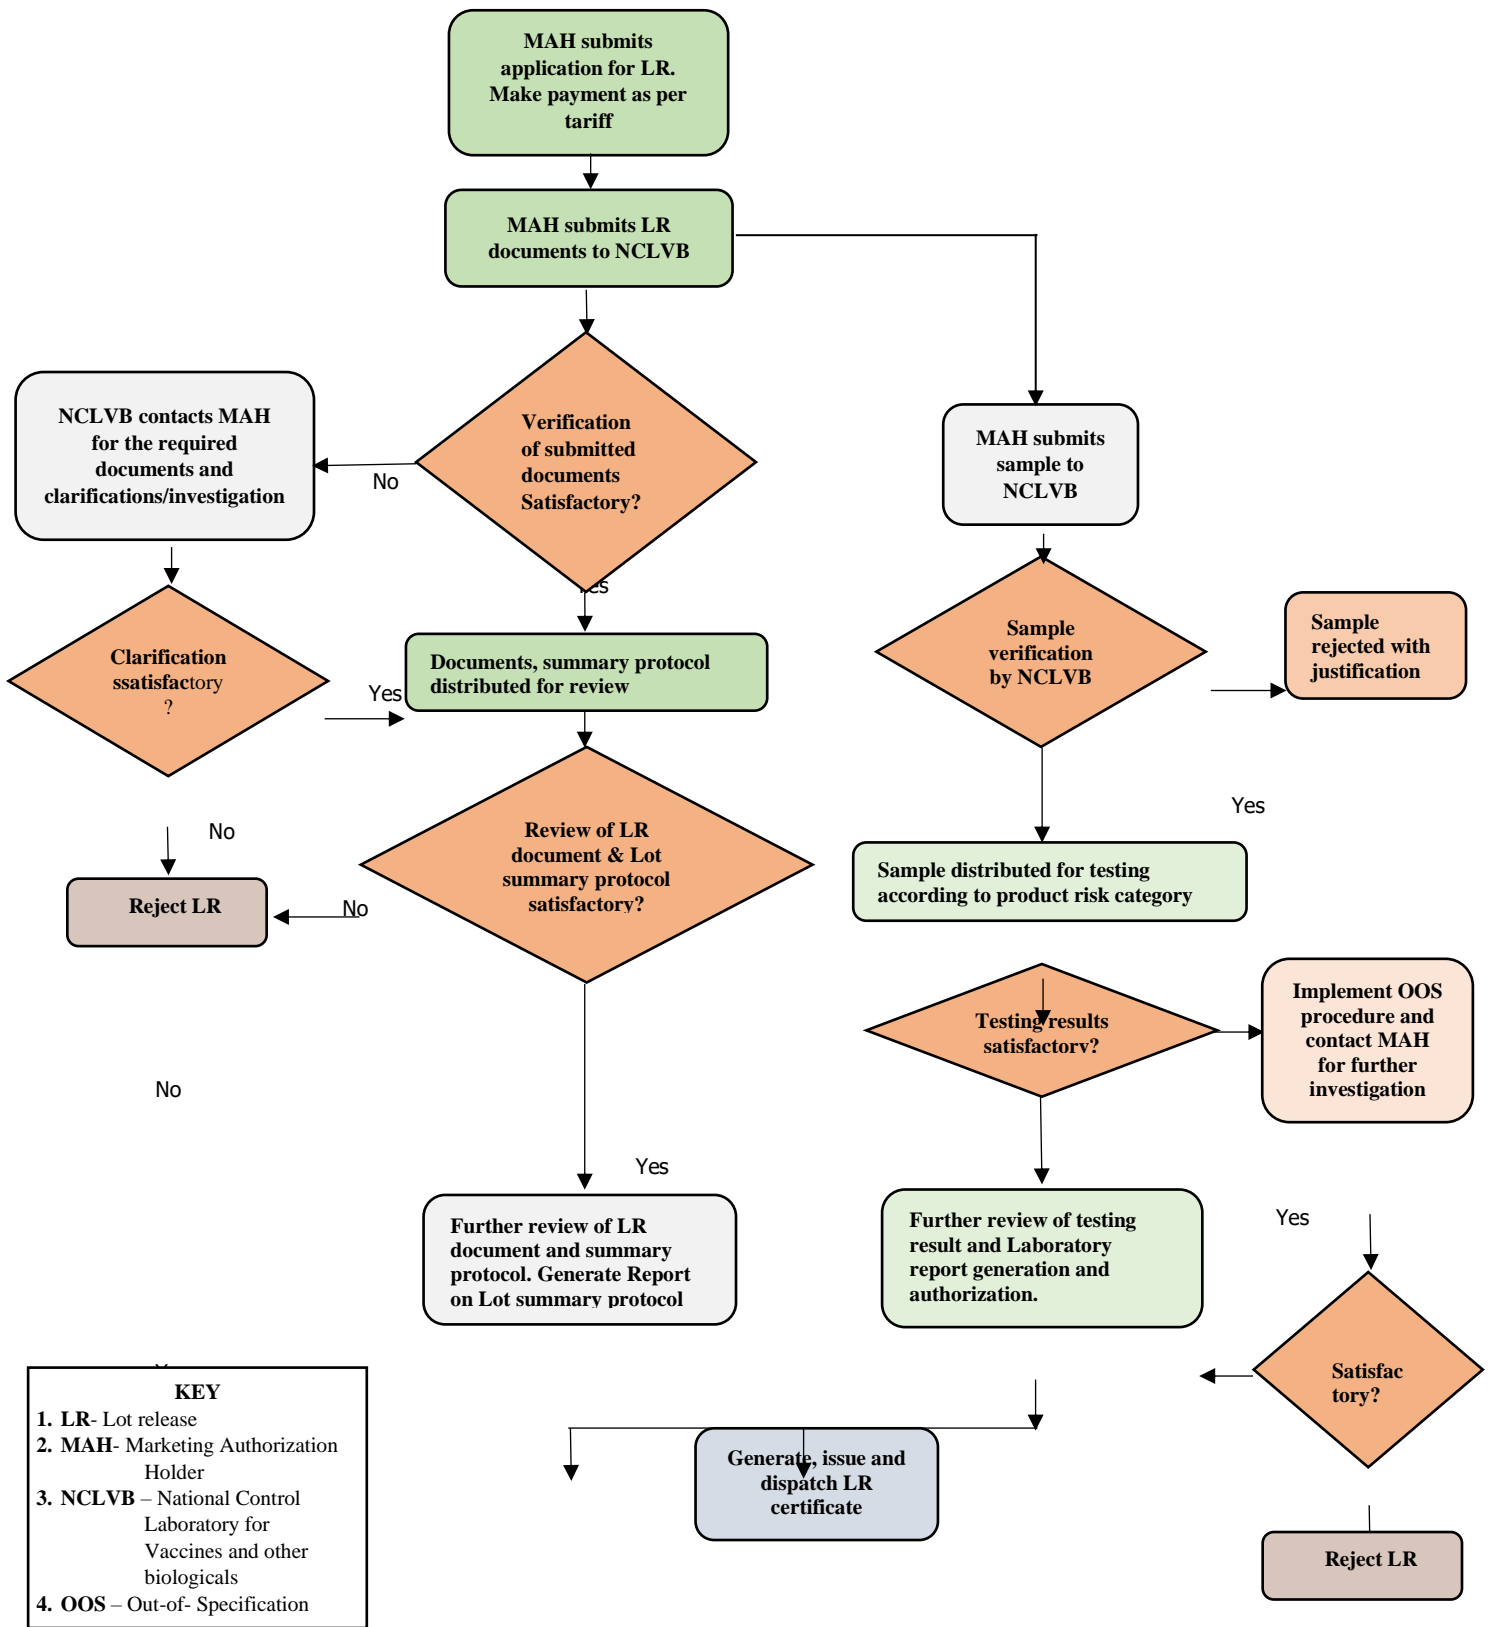 MAH submits
application for LR.
Make payment as per
tariff
MAH submits LR
documents to NCLVB
NCLVB contacts MAH
for the required
documents and
clarifications/investigation
No
Verification
of submitted
documents
Satisfactory?
MAH submits
sample to
NCLVB
Clarification
ssatisfactory
?
Yes
Documents, summary protocol
distributed for review
Sample
verification
by NCLVB
Sample
rejected with
justification
Yes
No
Reject LR
No
Review of LR
document & Lot
summary protocol
satisfactory?
Sample distributed for testing
according to product risk category
Testing results
satisfactory?
Implement OOS
procedure and
contact MAH
for further
investigation
No
Yes
Further review of LR
document and summary
protocol. Generate Report
on Lot summary protocol
Further review of testing
result and Laboratory
report generation and
authorization.
Yes
Satisfac
tory?
Generate, issue and
dispatch LR
certificate
Reject LR
KEY
1. LR- Lot release
2. MAH- Marketing Authorization
Holder
3. NCLVB – National Control
Laboratory for
Vaccines and other
biologicals
4. OOS – Out-of- Specification